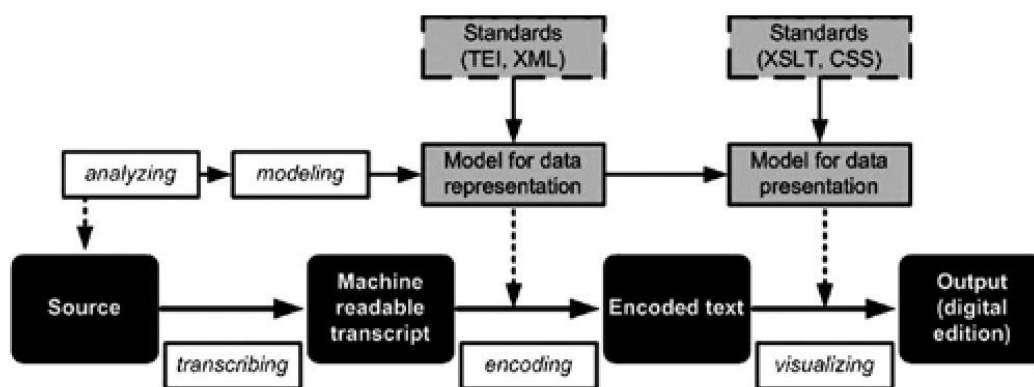 Standards
(TEI, XML)
Standards
(XSLT, CSS)
analyzing
modeling
Model for data
representation
Model for data
presentation
Source
Machine
readable
transcript
Encoded text
Output
(digital
edition)
transcribing
encoding
visualizing